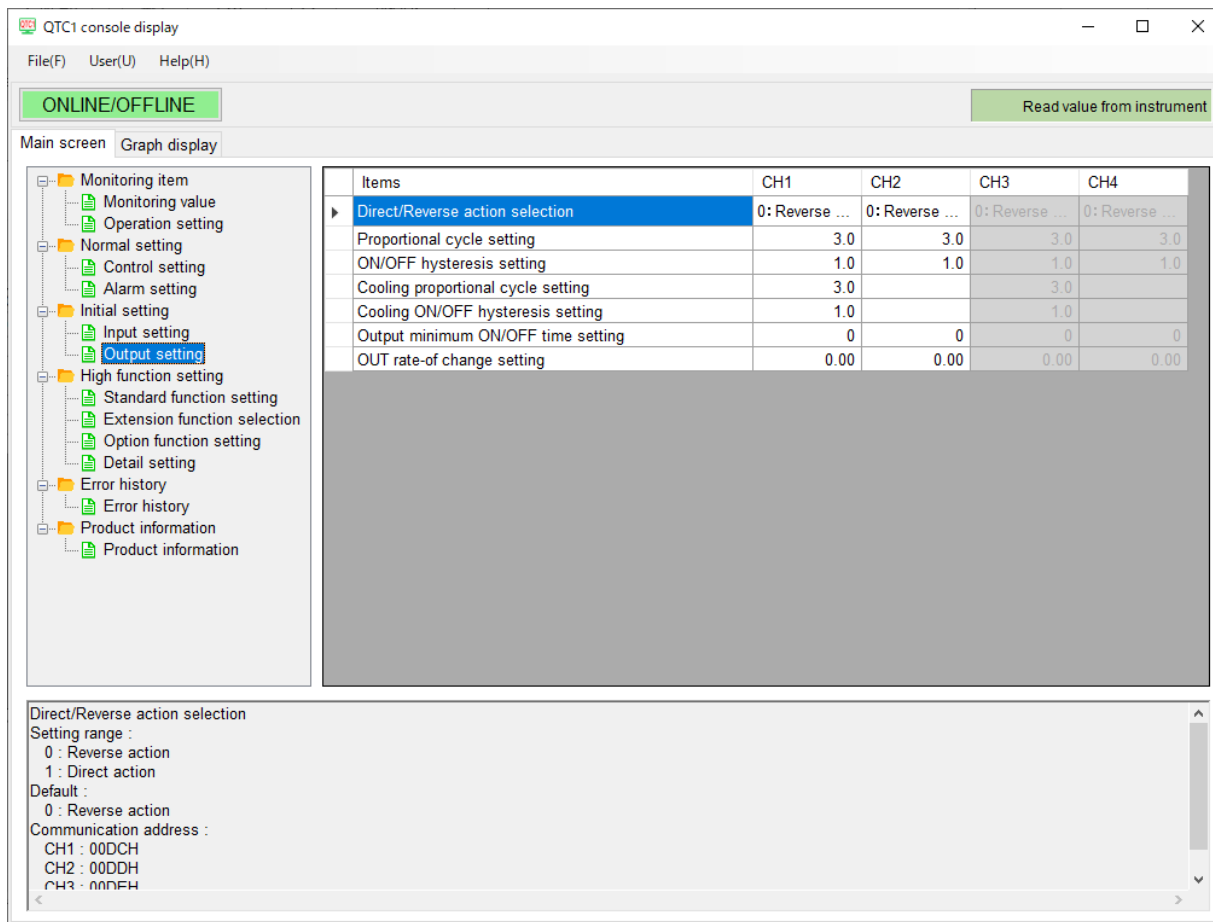 QTC1 console display
File(F) User(U) Help(H)
ONLINE/OFFLINE
Read value from instrument
Main screen Graph display
Monitoring item
Monitoring value
Operation setting
Normal setting
Control setting
Alarm setting
Initial setting
Input setting
Output setting
High function setting
Standard function setting
Extension function selection
Option function setting
Detail setting
Error history
Error history
Product information
Product information
Items CH1 CH2 CH3 CH4
Direct/Reverse action selection 0: Reverse ... 0: Reverse ... 0: Reverse ... 0: Reverse ...
Proportional cycle setting 3.0 3.0 3.0 3.0
ON/OFF hysteresis setting 1.0 1.0 1.0 1.0
Cooling proportional cycle setting 3.0 3.0
Cooling ON/OFF hysteresis setting 1.0 1.0
Output minimum ON/OFF time setting 0 0 0 0
OUT rate-of change setting 0.00 0.00 0.00 0.00
Direct/Reverse action selection
Setting range :
0 : Reverse action
1 : Direct action
Default :
0 : Reverse action
Communication address :
CH1 : 00DCH
CH2 : 00DDH
CH3 : 00DEH